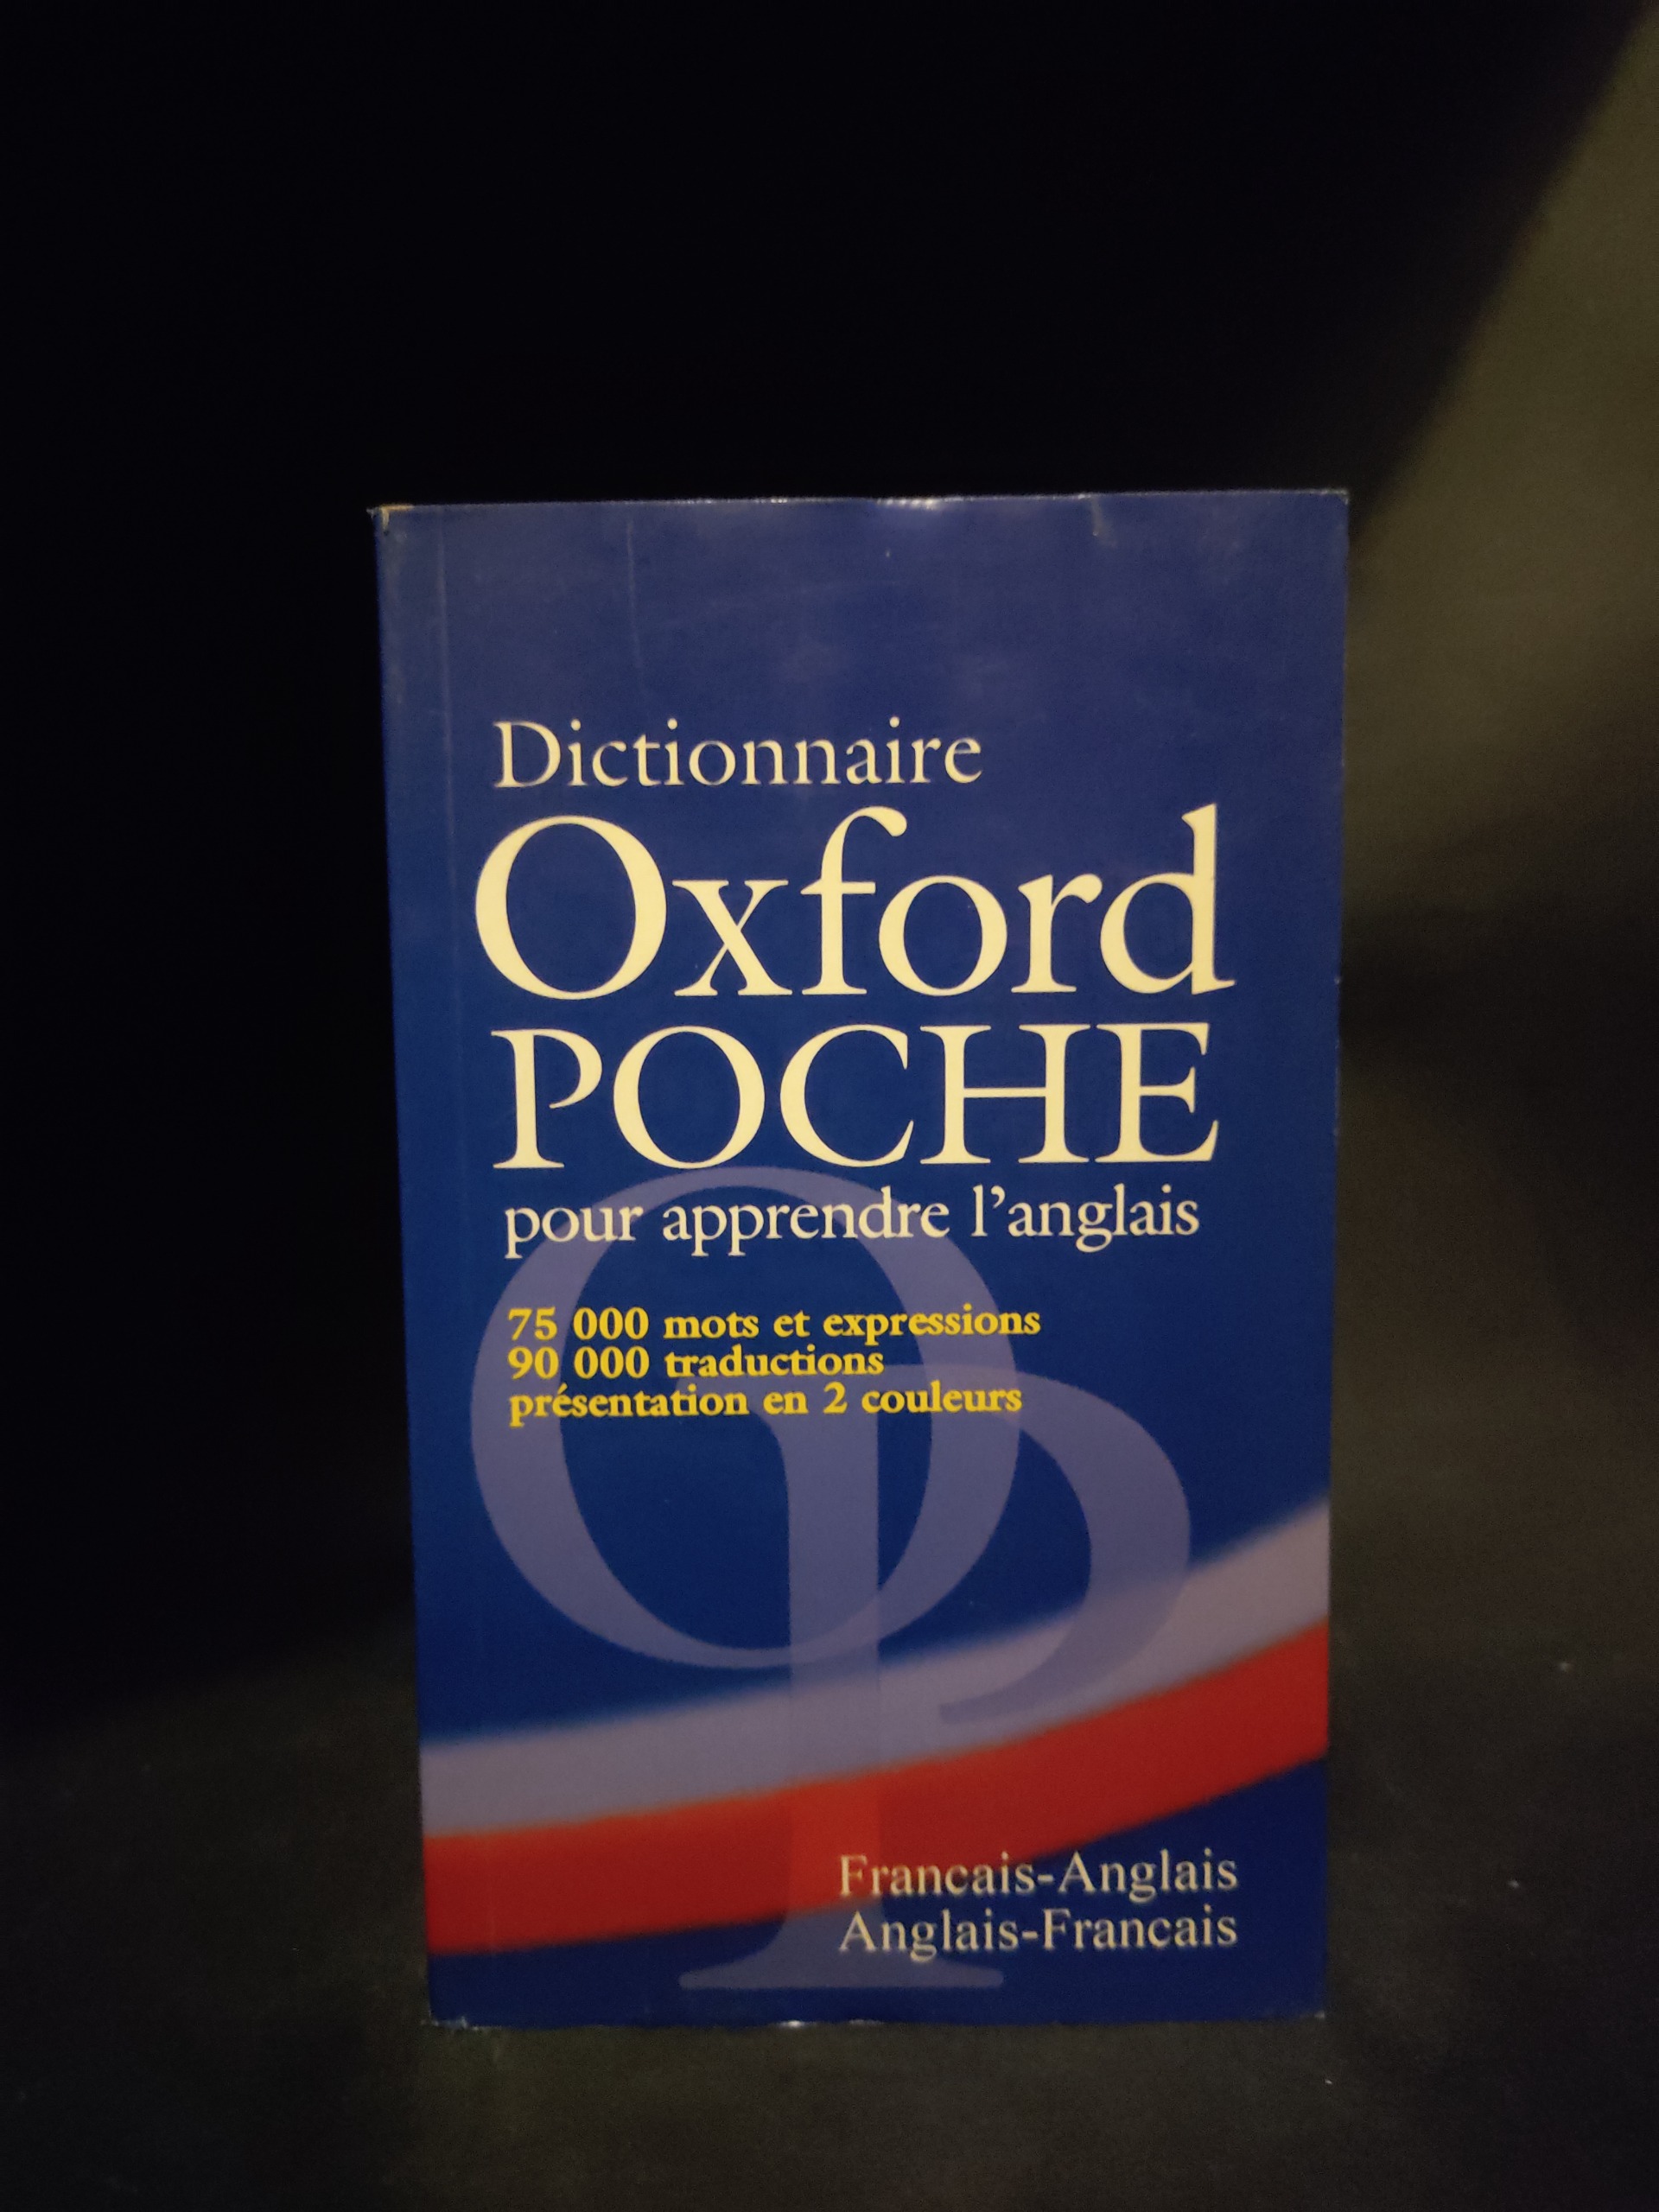 Dictionnaire
Oxford
POCHE
pour apprendre l'anglais
75 000 mots et expressions
90 000 traductions
présentation en 2 couleurs
Francais-Anglais
Anglais-Francais